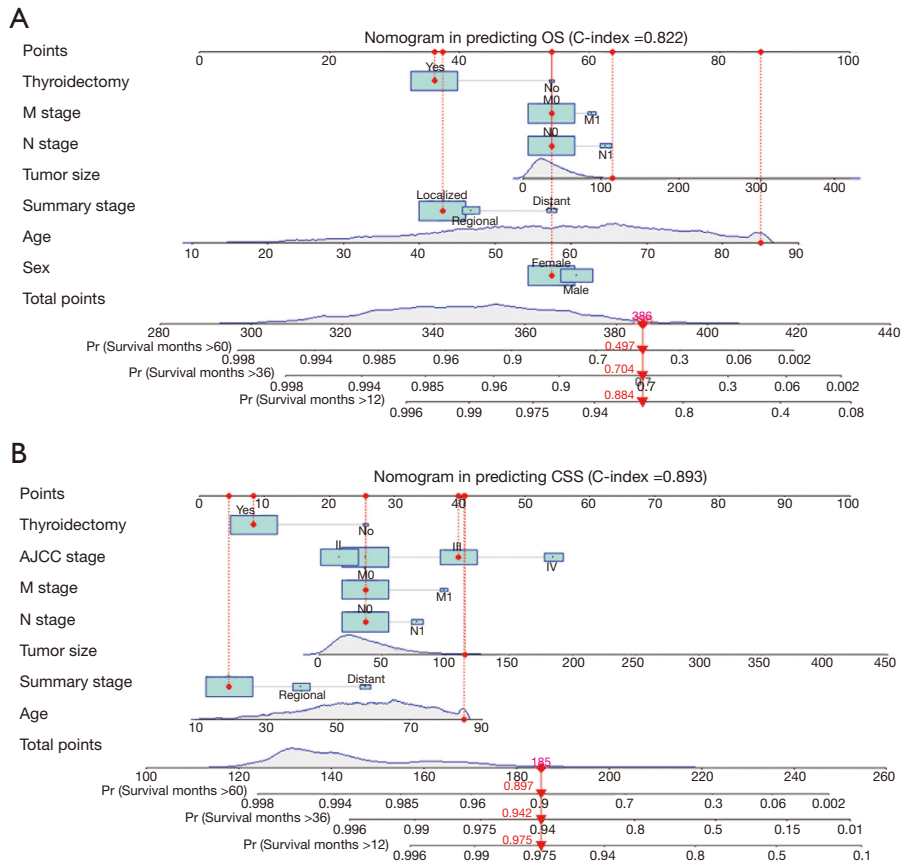 A
Nomogram in predicting OS (C-index =0.822)
Points
0 20 40 60 80 100
Thyroidectomy
Yes
No
M stage
M0
M1
N stage
N0
N1
Tumor size
0 100 200 300 400
Summary stage
Localized
Regional
Distant
Age
10 20 30 40 50 60 70 80 90
Sex
Female
Male
Total points
386
280 300 320 340 360 380 400 420 440
Pr (Survival months >60)
0.497
0.998 0.994 0.985 0.96 0.9 0.7 0.3 0.06 0.002
Pr (Survival months >36)
0.704
0.998 0.994 0.985 0.96 0.9 0.7 0.3 0.06 0.002
Pr (Survival months >12)
0.884
0.996 0.99 0.975 0.94 0.8 0.4 0.08
B
Nomogram in predicting CSS (C-index =0.893)
Points
0 10 20 30 40 50 60 70 80 90 100
Thyroidectomy
Yes
No
AJCC stage
II
III
IV
M stage
M0
M1
N stage
N0
N1
Tumor size
0 50 100 150 200 250 300 350 400 450
Summary stage
Regional
Distant
Age
10 30 50 70 90
Total points
185
100 120 140 160 180 200 220 240 260
Pr (Survival months >60)
0.897
0.998 0.994 0.985 0.96 0.9 0.7 0.3 0.06 0.002
Pr (Survival months >36)
0.942
0.996 0.99 0.975 0.94 0.8 0.5 0.15 0.01
Pr (Survival months >12)
0.975
0.996 0.99 0.975 0.94 0.8 0.5 0.1